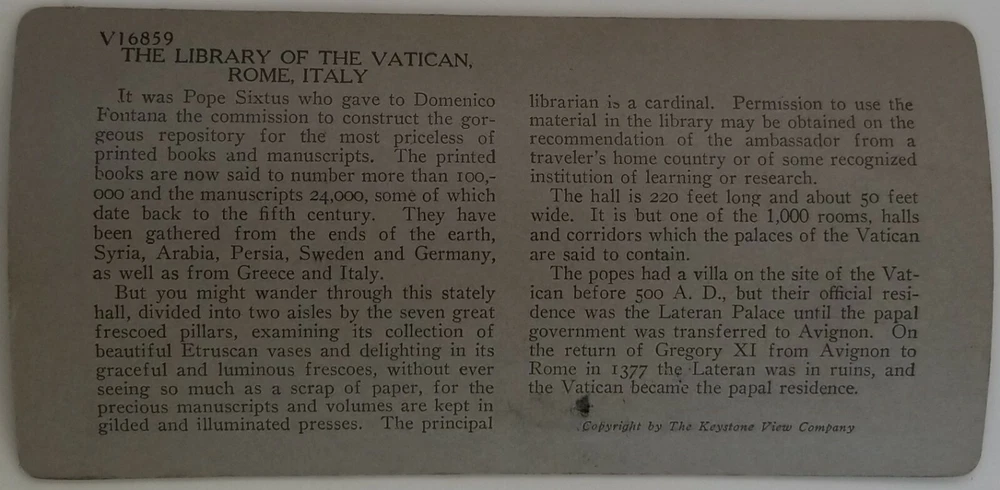 V16859
THE LIBRARY OF THE VATICAN,
ROME, ITALY
It was Pope Sixtus who gave to Domenico
Fontana the commission to construct the gor-
geous repository for the most priceless of
printed books and manuscripts. The printed
books are now said to number more than 100,-
000 and the manuscripts 24,000, some of which
date back to the fifth century. They have
been gathered from the ends of the earth,
Syria, Arabia, Persia, Sweden and Germany,
as well as from Greece and Italy.
But you might wander through this stately
hall, divided into two aisles by the seven great
frescoed pillars, examining its collection of
beautiful Etruscan vases and delighting in its
graceful and luminous frescoes, without ever
seeing so much as a scrap of paper, for the
precious manuscripts and volumes are kept in
gilded and illuminated presses. The principal
librarian is a cardinal. Permission to use the
material in the library may be obtained on the
recommendation of the ambassador from a
traveler's home country or of some recognized
institution of learning or research.
The hall is 220 feet long and about 50 feet
wide. It is but one of the 1,000 rooms, halls
and corridors which the palaces of the Vatican
are said to contain.
The popes had a villa on the site of the Vat-
ican before 500 A. D., but their official resi-
dence was the Lateran Palace until the papal
government was transferred to Avignon. On
the return of Gregory XI from Avignon to
Rome in 1377 the Lateran was in ruins, and
the Vatican became the papal residence.
Copyright by The Keystone View Company